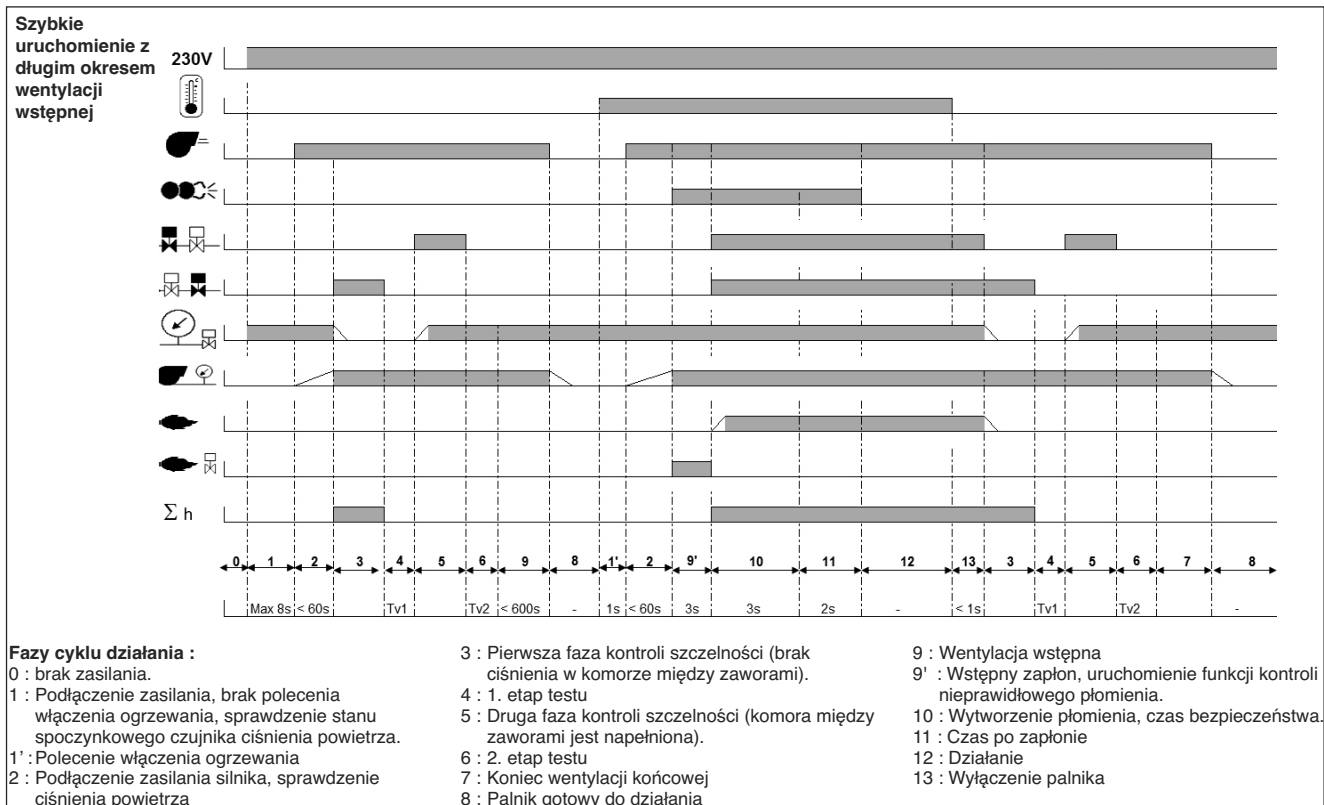 Szybkie
uruchomienie z
długim okresem
wentylacji
wstępnej
230V
Σ h
0 1 2 3 4 5 6 9 8 1' 2 9' 10 11 12 13 3 4 5 6 7 8
Max 8s < 60s Tv1 Tv2 < 600s - 1s < 60s 3s 3s 2s - < 1s Tv1 Tv2 -
Fazy cyklu działania :
0 : brak zasilania.
1 : Podłączenie zasilania, brak polecenia
włączenia ogrzewania, sprawdzenie stanu
spoczynkowego czujnika ciśnienia powietrza.
1' : Polecenie włączenia ogrzewania
2 : Podłączenie zasilania silnika, sprawdzenie
ciśnienia powietrza
3 : Pierwsza faza kontroli szczelności (brak
ciśnienia w komorze między zaworami).
4 : 1. etap testu
5 : Druga faza kontroli szczelności (komora między
zaworami jest napełniona).
6 : 2. etap testu
7 : Koniec wentylacji końcowej
8 : Palnik gotowy do działania
9 : Wentylacja wstępna
9' : Wstępny zapłon, uruchomienie funkcji kontroli
nieprawidłowego płomienia.
10 : Wytworzenie płomienia, czas bezpieczeństwa.
11 : Czas po zapłonie
12 : Działanie
13 : Wyłączenie palnika